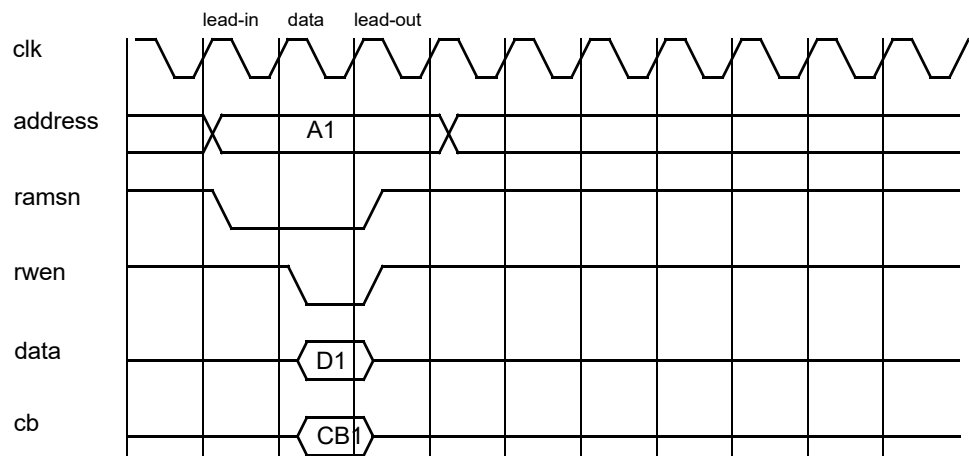 lead-in data lead-out
clk
address A1
ramsn
rwen
data D1
cb CB1